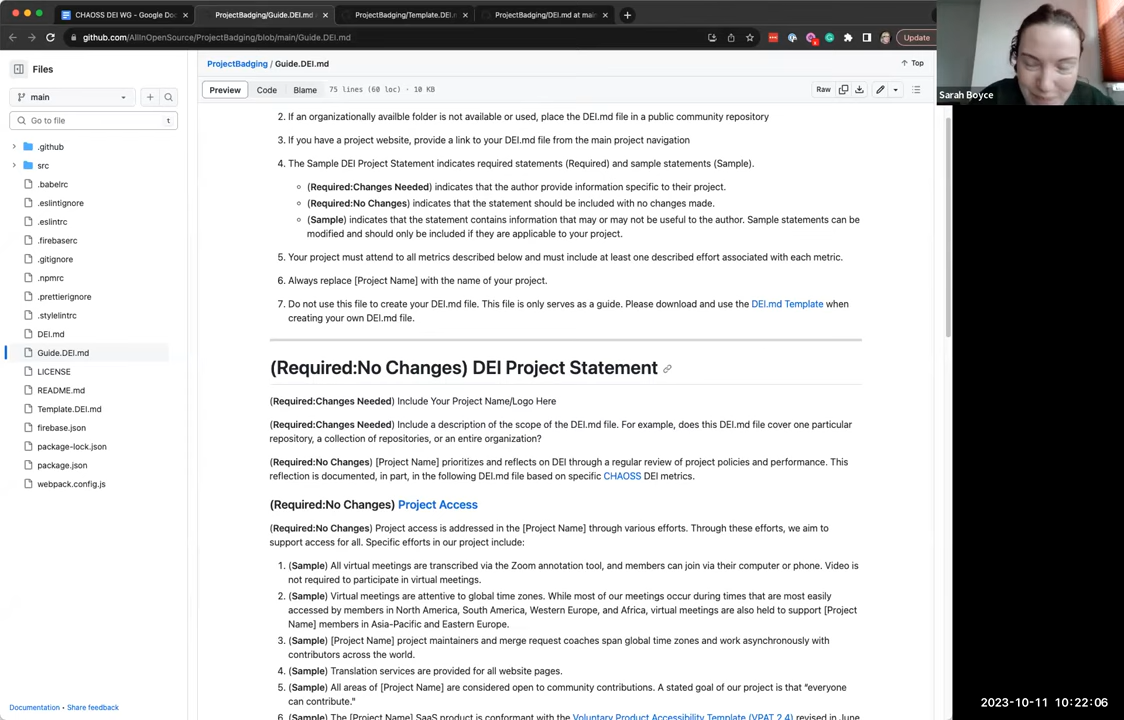 CHAOSS DEI WG - Google Doc
ProjectBadging/Guide.DEI.md
ProjectBadging/Template.DEI.m
ProjectBadging/DEI.md at mai
github.com/AllInOpenSource/ProjectBadging/blob/main/Guide.DEI.md
Update
Sarah Boyce
Files
ProjectBadging / Guide.DEI.md
Top
main
Preview
Code
Blame
75 lines (60 loc) · 10 KB
Raw
Go to file
t
.github
src
.babelrc
.eslintignore
.eslintrc
.firebaserc
.gitignore
.npmrc
.prettierignore
.stylelintrc
DEI.md
Guide.DEI.md
LICENSE
README.md
Template.DEI.md
firebase.json
package-lock.json
package.json
webpack.config.js
Documentation • Share feedback
2. If an organizationally availble folder is not available or used, place the DEI.md file in a public community repository
3. If you have a project website, provide a link to your DEI.md file from the main project navigation
4. The Sample DEI Project Statement indicates required statements (Required) and sample statements (Sample).
(Required:Changes Needed) indicates that the author provide information specific to their project.
(Required:No Changes) indicates that the statement should be included with no changes made.
(Sample) indicates that the statement contains information that may or may not be useful to the author. Sample statements can be
modified and should only be included if they are applicable to your project.
5. Your project must attend to all metrics described below and must include at least one described effort associated with each metric.
6. Always replace [Project Name] with the name of your project.
7. Do not use this file to create your DEI.md file. This file is only serves as a guide. Please download and use the DEI.md Template when
creating your own DEI.md file.
(Required:No Changes) DEI Project Statement
(Required:Changes Needed) Include Your Project Name/Logo Here
(Required:Changes Needed) Include a description of the scope of the DEI.md file. For example, does this DEI.md file cover one particular
repository, a collection of repositories, or an entire organization?
(Required:No Changes) [Project Name] prioritizes and reflects on DEI through a regular review of project policies and performance. This
reflection is documented, in part, in the following DEI.md file based on specific CHAOSS DEI metrics.
(Required:No Changes) Project Access
(Required:No Changes) Project access is addressed in the [Project Name] through various efforts. Through these efforts, we aim to
support access for all. Specific efforts in our project include:
1. (Sample) All virtual meetings are transcribed via the Zoom annotation tool, and members can join via their computer or phone. Video is
not required to participate in virtual meetings.
2. (Sample) Virtual meetings are attentive to global time zones. While most of our meetings occur during times that are most easily
accessed by members in North America, South America, Western Europe, and Africa, virtual meetings are also held to support [Project
Name] members in Asia-Pacific and Eastern Europe.
3. (Sample) [Project Name] project maintainers and merge request coaches span global time zones and work asynchronously with
contributors across the world.
4. (Sample) Translation services are provided for all website pages.
5. (Sample) All areas of [Project Name] are considered open to community contributions. A stated goal of our project is that “everyone
can contribute."
6. (Sample) The [Project Name] SaaS product is conformant with the Voluntary Product Accessibility Template (VPAT 2.4) revised in June
2023-10-11 10:22:06